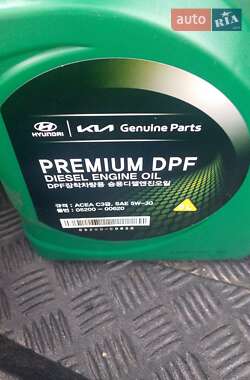 auto RIA
HYUNDAI KIA Genuine Parts
PREMIUM DPF
DIESEL ENGINE OIL
DPF장착차량용 승용디젤엔진오일
규격 : ACEA C3급, SAE 5W-30
품번 : 05200-00620